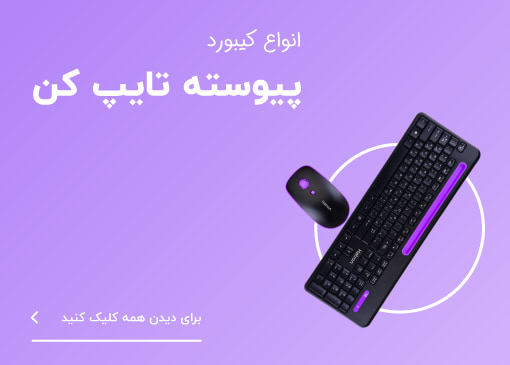 انواع کیبورد
پیوسته تایپ کن
برای دیدن همه کلیک کنید